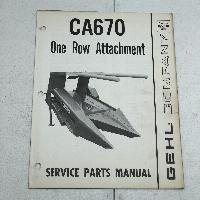 CA670
One Row Attachment
GEHL COMPANY
SERVICE PARTS MANUAL